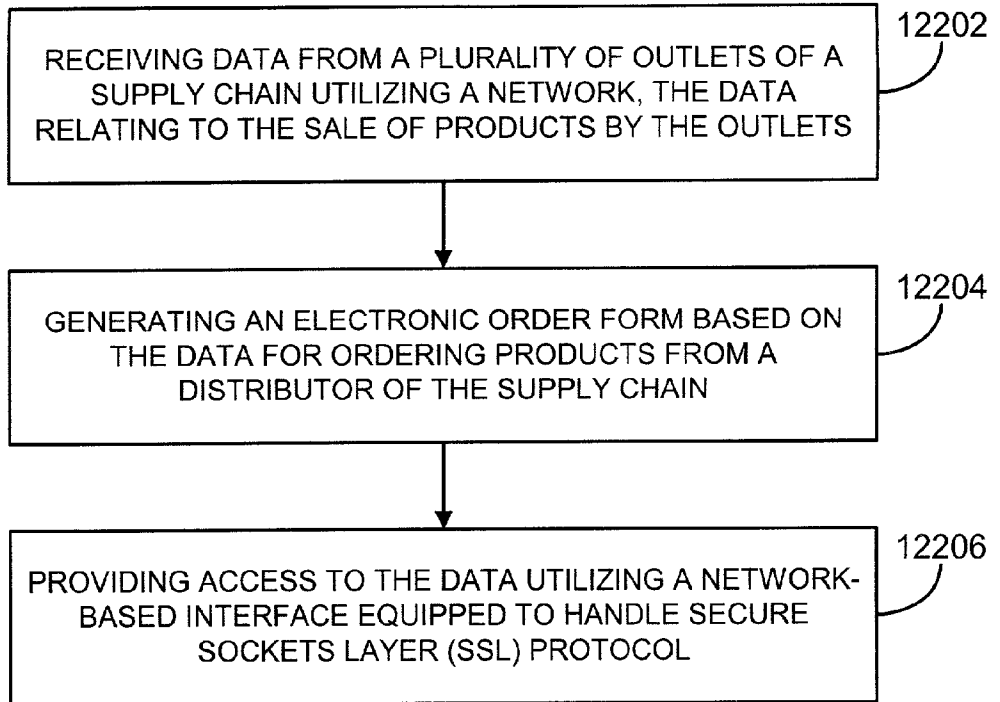 12202
RECEIVING DATA FROM A PLURALITY OF OUTLETS OF A
SUPPLY CHAIN UTILIZING A NETWORK, THE DATA
RELATING TO THE SALE OF PRODUCTS BY THE OUTLETS
12204
GENERATING AN ELECTRONIC ORDER FORM BASED ON
THE DATA FOR ORDERING PRODUCTS FROM A
DISTRIBUTOR OF THE SUPPLY CHAIN
12206
PROVIDING ACCESS TO THE DATA UTILIZING A NETWORK-
BASED INTERFACE EQUIPPED TO HANDLE SECURE
SOCKETS LAYER (SSL) PROTOCOL